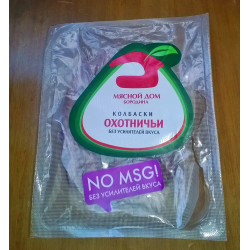 МЯСНОЙ ДОМ
БОРОДИНА
КОЛБАСКИ
ОХОТНИЧЬИ
БЕЗ УСИЛИТЕЛЕЙ ВКУСА
NO MSG!
БЕЗ УСИЛИТЕЛЕЙ ВКУСА